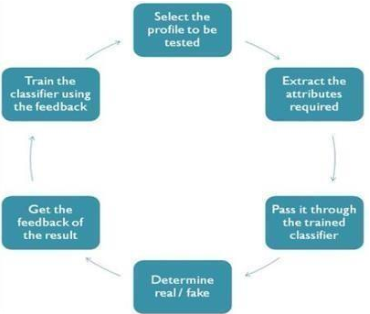 Select the
profile to be
tested
Extract the
attributes
required
Pass it through
the trained
classifier
Determine
real / fake
Get the
feedback of
the result
Train the
classifier using
the feedback